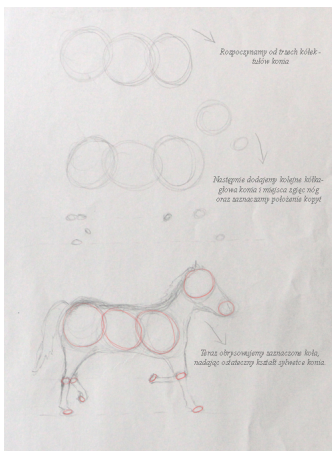 Rozpoczynamy od trzech kółek -
tułów konia
Następnie dodajemy kolejne kółka-
głowa konia i miejsca zgięć nóg
oraz zaznaczamy położenie kopyt
Teraz obrysowujemy zaznaczone koła,
nadając ostateczny kształt sylwetce konia.